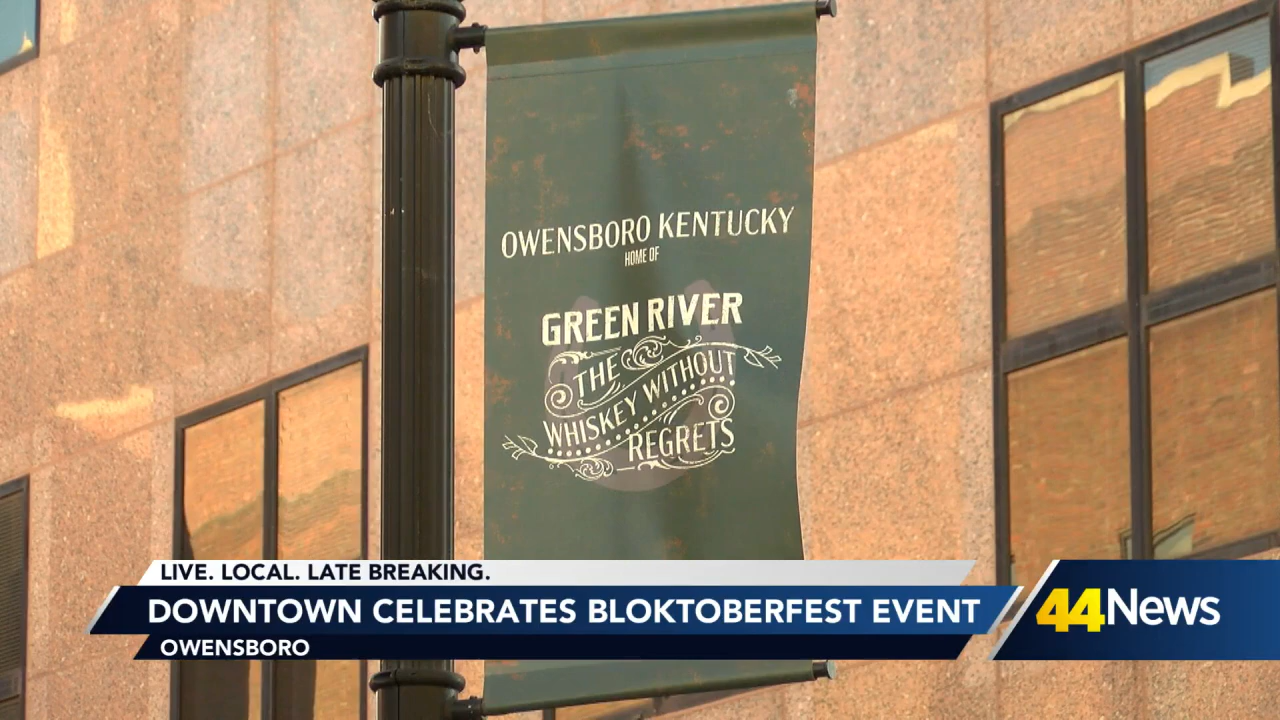 OWENSBORO KENTUCKY
HOME OF
GREEN RIVER
THE
WHISKEY WITHOUT
REGRETS
LIVE. LOCAL. LATE BREAKING.
DOWNTOWN CELEBRATES BLOKTOBERFEST EVENT
OWENSBORO
44News